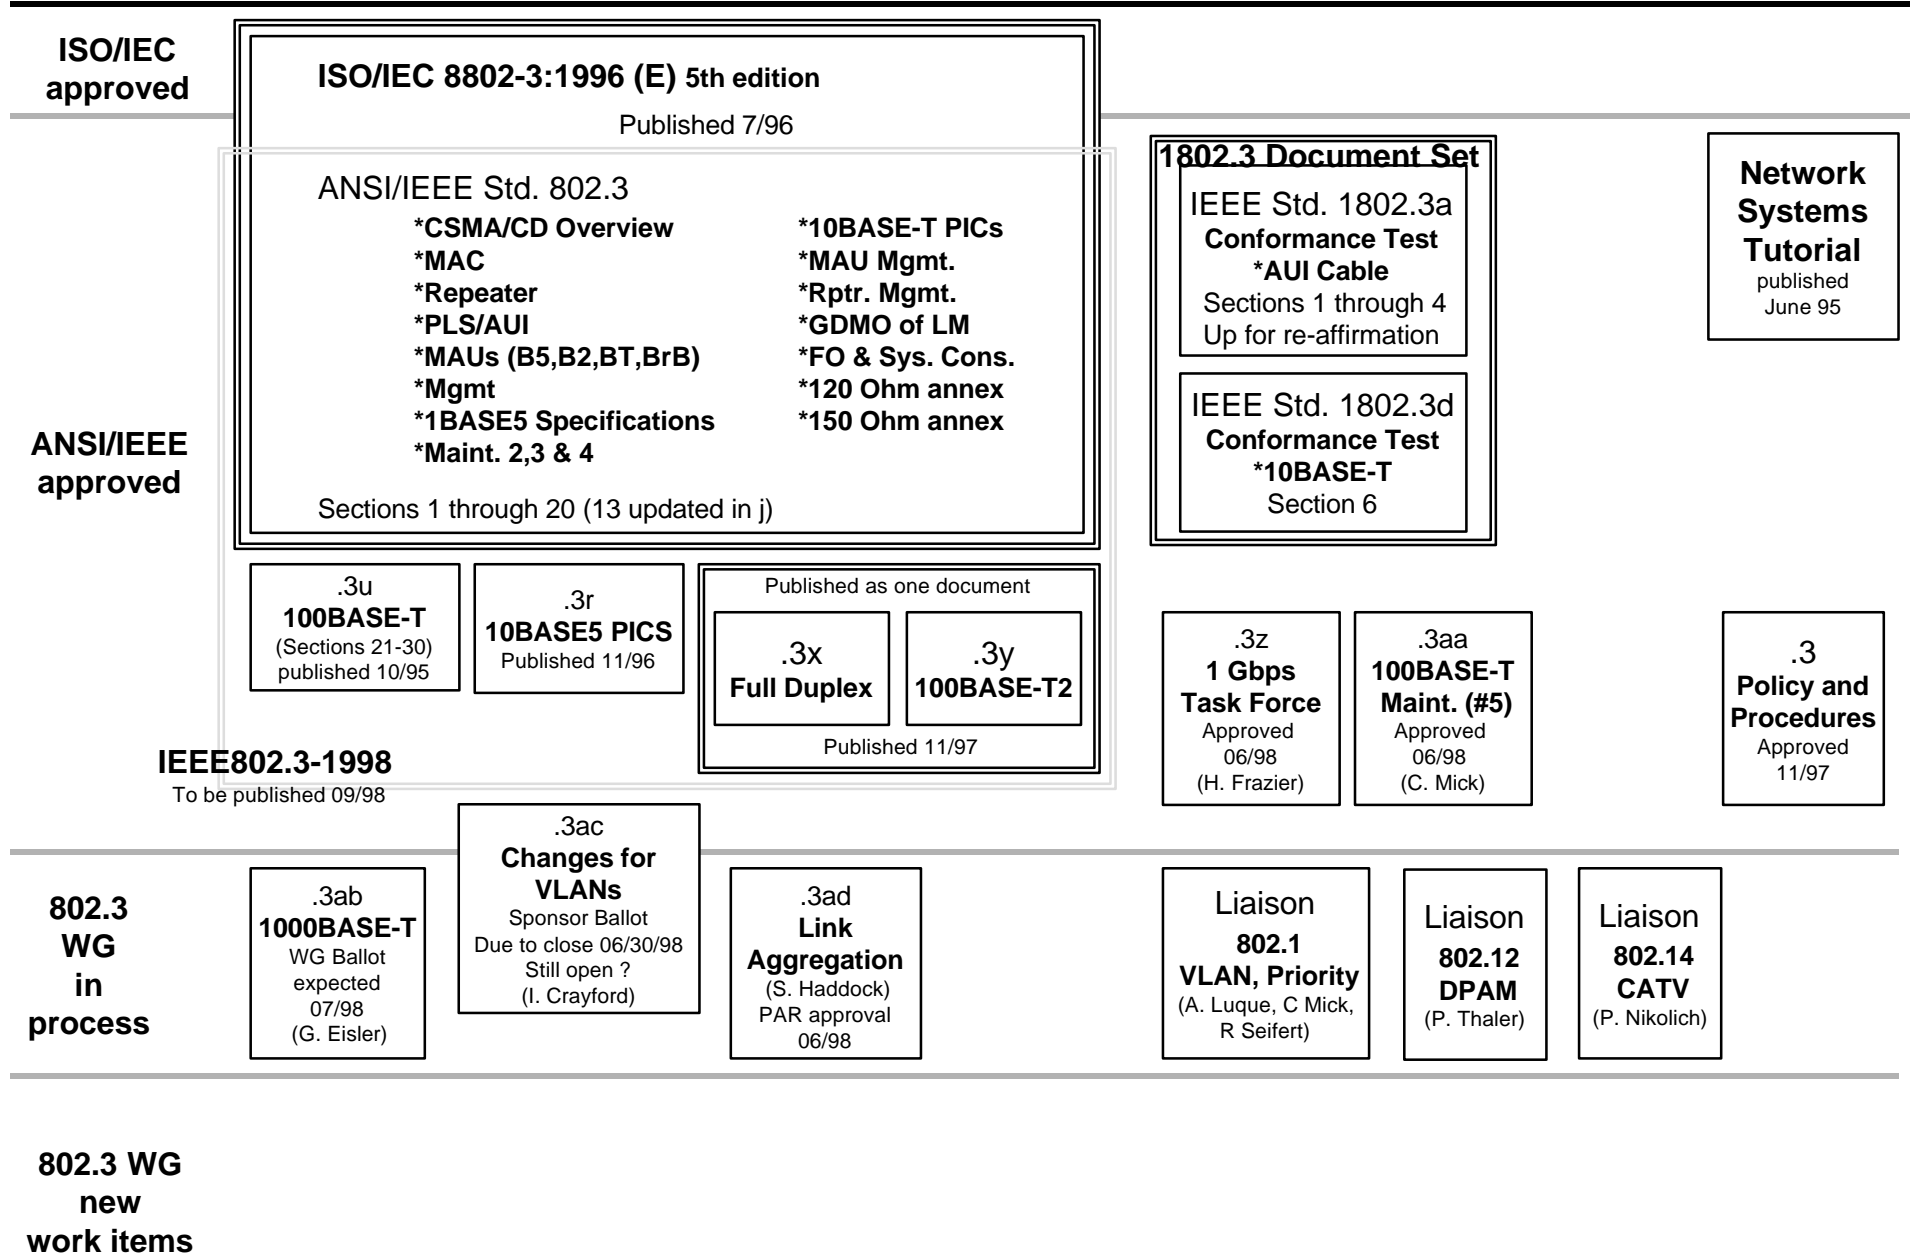 ISO/IEC
approved
ISO/IEC 8802-3:1996 (E) 5th edition
Published 7/96
ANSI/IEEE
approved
ANSI/IEEE Std. 802.3
*CSMA/CD Overview
*MAC
*Repeater
*PLS/AUI
*MAUs (B5,B2,BT,BrB)
*Mgmt
*1BASE5 Specifications
*Maint. 2,3 & 4
*10BASE-T PICs
*MAU Mgmt.
*Rptr. Mgmt.
*GDMO of LM
*FO & Sys. Cons.
*120 Ohm annex
*150 Ohm annex
Sections 1 through 20 (13 updated in j)
1802.3 Document Set
IEEE Std. 1802.3a
Conformance Test
*AUI Cable
Sections 1 through 4
Up for re-affirmation
IEEE Std. 1802.3d
Conformance Test
*10BASE-T
Section 6
Network
Systems
Tutorial
published
June 95
.3u
100BASE-T
(Sections 21-30)
published 10/95
.3r
10BASE5 PICS
Published 11/96
Published as one document
.3x
Full Duplex
.3y
100BASE-T2
Published 11/97
.3z
1 Gbps
Task Force
Approved
06/98
(H. Frazier)
.3aa
100BASE-T
Maint. (#5)
Approved
06/98
(C. Mick)
.3
Policy and
Procedures
Approved
11/97
IEEE802.3-1998
To be published 09/98
802.3
WG
in
process
.3ab
1000BASE-T
WG Ballot
expected
07/98
(G. Eisler)
.3ac
Changes for
VLANs
Sponsor Ballot
Due to close 06/30/98
Still open ?
(I. Crayford)
.3ad
Link
Aggregation
(S. Haddock)
PAR approval
06/98
Liaison
802.1
VLAN, Priority
(A. Luque, C Mick,
R Seifert)
Liaison
802.12
DPAM
(P. Thaler)
Liaison
802.14
CATV
(P. Nikolich)
802.3 WG
new
work items